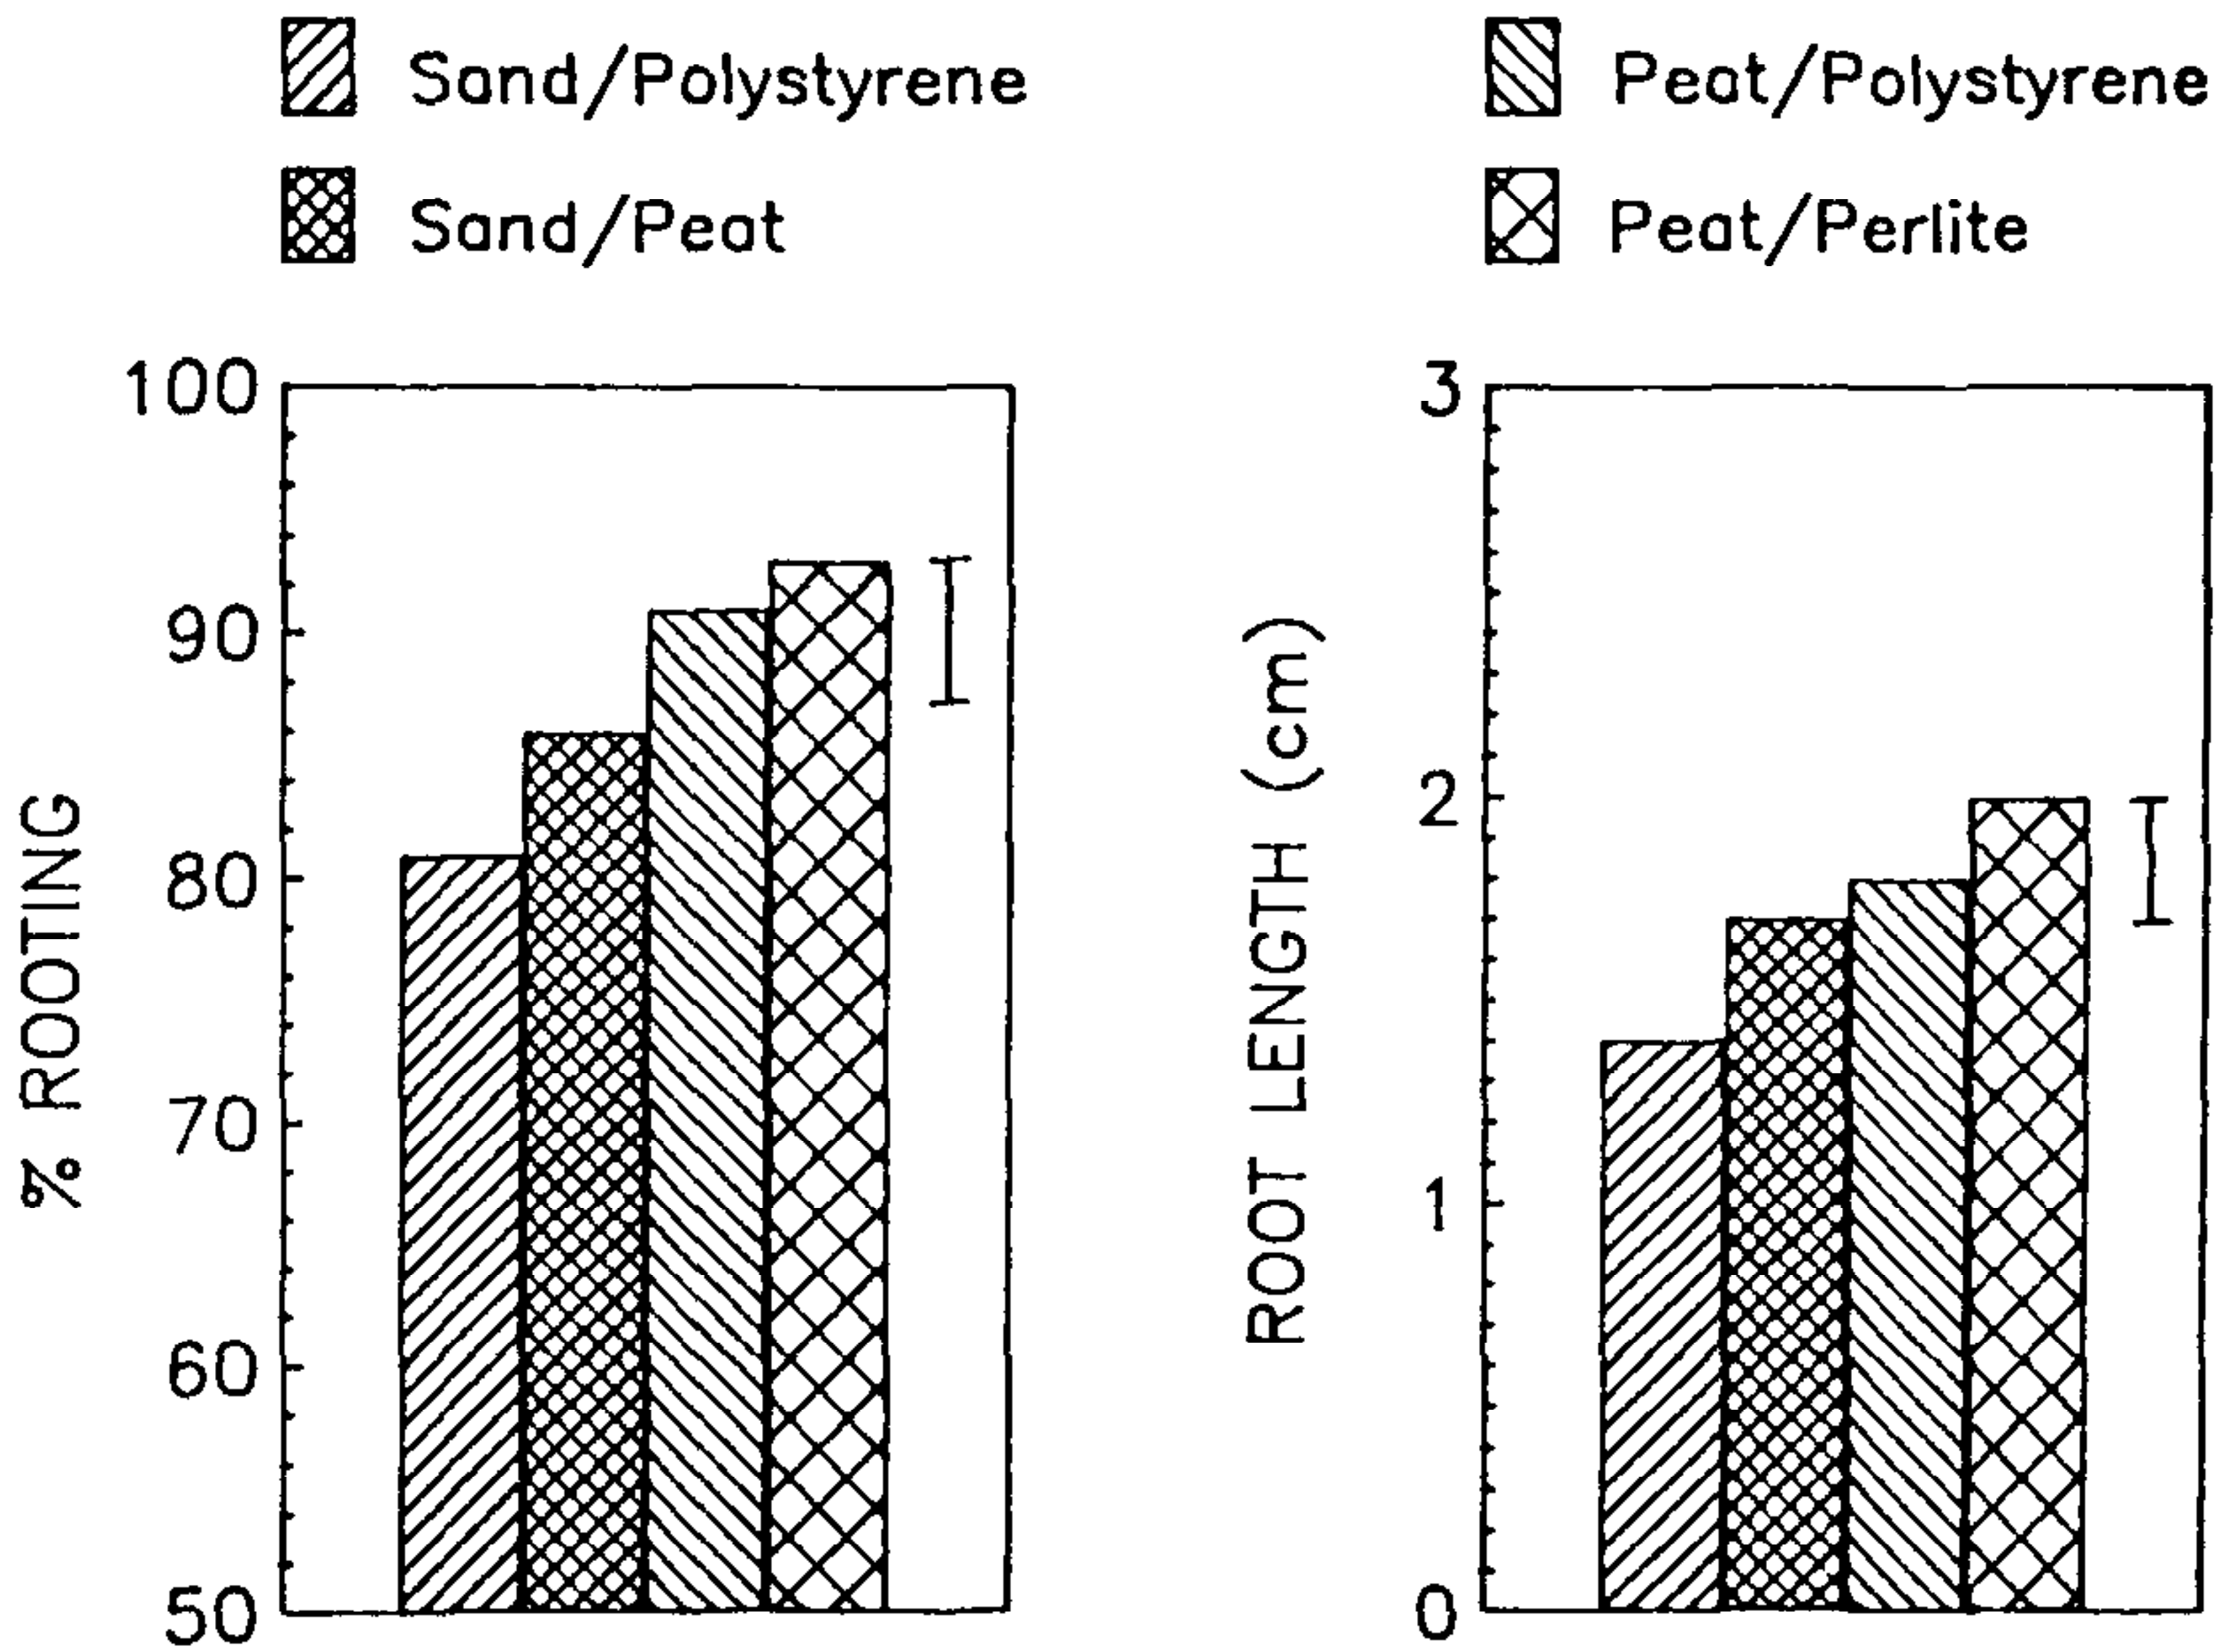 Sand/Polystyrene
Peat/Polystyrene
Sand/Peat
Peat/Perlite
% ROOTING
100
90
80
70
60
50
ROOT LENGTH (cm)
3
2
1
0